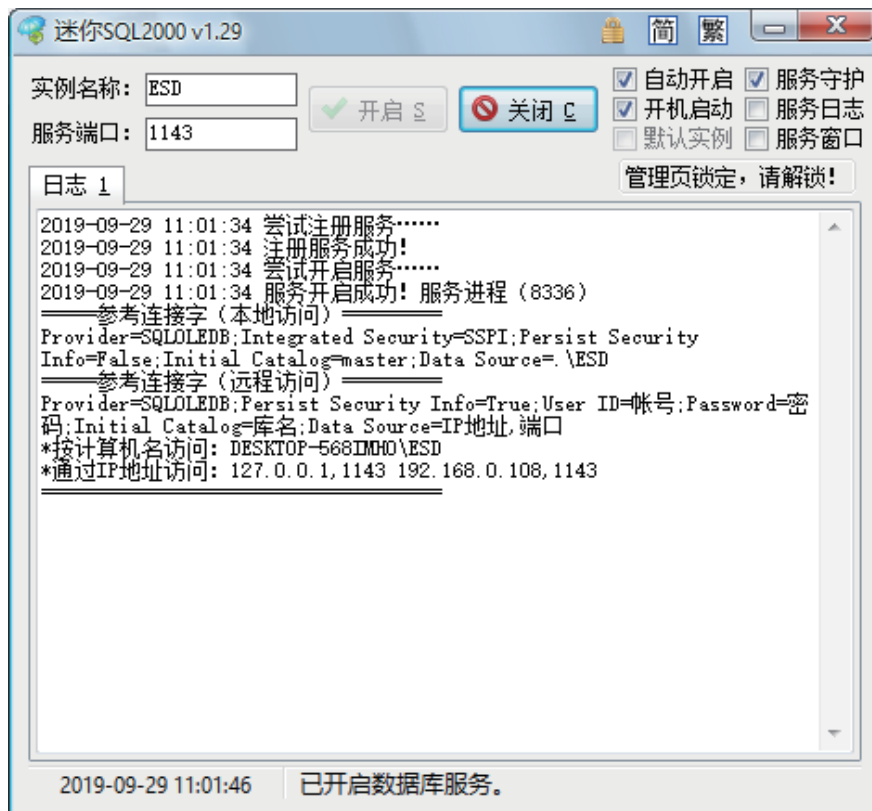 迷你SQL2000 v1.29
简 繁
实例名称: ESD
服务端口: 1143
开启 S
关闭 C
自动开启 服务守护
开机启动 服务日志
默认实例 服务窗口
日志 1
管理页锁定，请解锁!
2019-09-29 11:01:34 尝试注册服务……
2019-09-29 11:01:34 注册服务成功!
2019-09-29 11:01:34 尝试开启服务……
2019-09-29 11:01:34 服务开启成功! 服务进程（8336）
═════参考连接字（本地访问）═════════
Provider=SQLOLEDB;Integrated Security=SSPI;Persist Security
Info=False;Initial Catalog=master;Data Source=.\ESD
═════参考连接字（远程访问）═════════
Provider=SQLOLEDB;Persist Security Info=True;User ID=帐号;Password=密
码;Initial Catalog=库名;Data Source=IP地址,端口
*按计算机名访问: DESKTOP-568IMHO\ESD
*通过IP地址访问: 127.0.0.1,1143 192.168.0.108,1143
════════════════════════════════════
2019-09-29 11:01:46 已开启数据库服务。